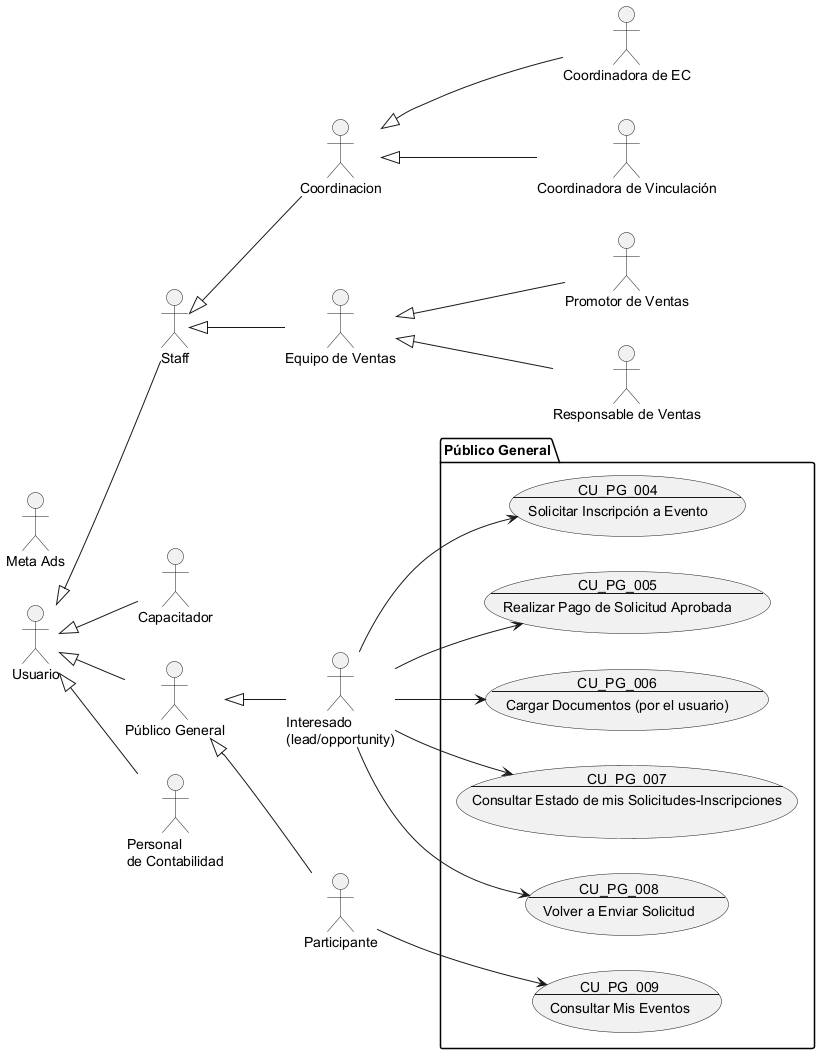 Coordinadora de EC
Coordinacion
Coordinadora de Vinculación
Promotor de Ventas
Staff
Equipo de Ventas
Responsable de Ventas
Público General
CU_PG_004
Solicitar Inscripción a Evento
Meta Ads
CU_PG_005
Realizar Pago de Solicitud Aprobada
Capacitador
Usuario
CU_PG_006
Cargar Documentos (por el usuario)
Público General
Interesado
(lead/opportunity)
CU_PG_007
Consultar Estado de mis Solicitudes-Inscripciones
Personal
de Contabilidad
CU_PG_008
Volver a Enviar Solicitud
Participante
CU_PG_009
Consultar Mis Eventos